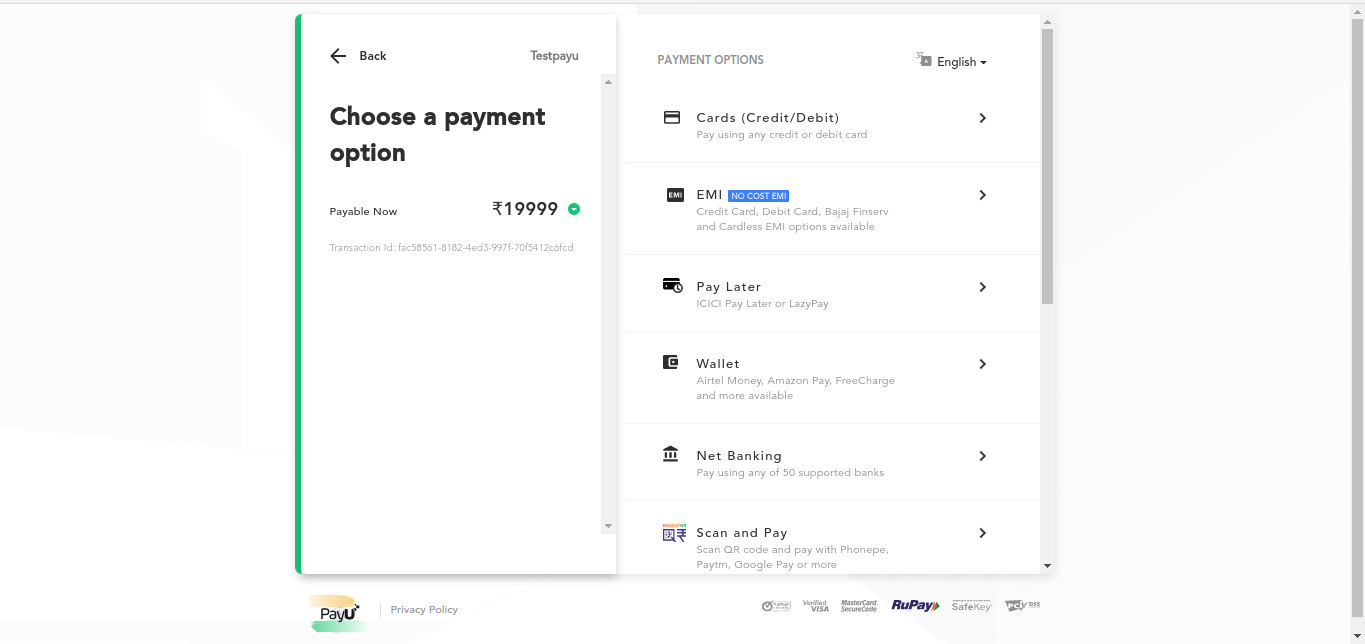 Back
Testpayu
Choose a payment
option
Payable Now
₹19999
Transaction Id: fac58561-8182-4ed3-997f-70f5412c6fcd
PAYMENT OPTIONS
English
Cards (Credit/Debit)
Pay using any credit or debit card
EMI
EMI NO COST EMI
Credit Card, Debit Card, Bajaj Finserv
and Cardless EMI options available
Pay Later
ICICI Pay Later or LazyPay
Wallet
Airtel Money, Amazon Pay, FreeCharge
and more available
Net Banking
Pay using any of 50 supported banks
Scan and Pay
Scan QR code and pay with Phonepe,
Paytm, Google Pay or more
PayU
Privacy Policy
Verified
VISA
MasterCard
SecureCode
RuPay
SafeKey
PCI DSS